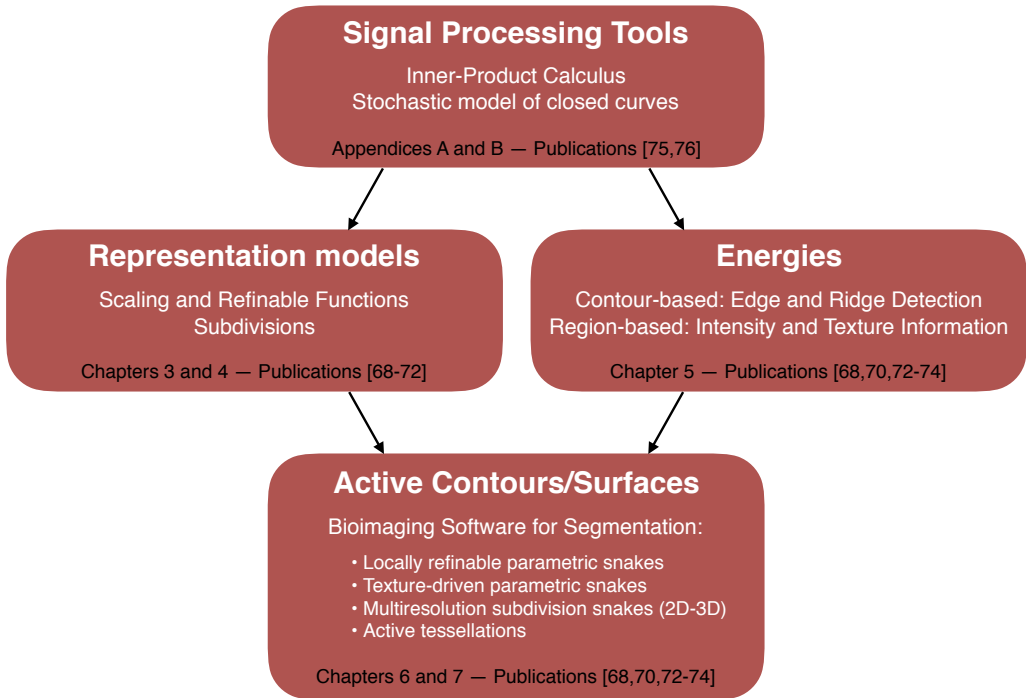 Signal Processing Tools
Inner-Product Calculus
Stochastic model of closed curves
Appendices A and B — Publications [75,76]
Representation models
Scaling and Refinable Functions
Subdivisions
Chapters 3 and 4 — Publications [68-72]
Energies
Contour-based: Edge and Ridge Detection
Region-based: Intensity and Texture Information
Chapter 5 — Publications [68,70,72-74]
Active Contours/Surfaces
Bioimaging Software for Segmentation:
• Locally refinable parametric snakes
• Texture-driven parametric snakes
• Multiresolution subdivision snakes (2D-3D)
• Active tessellations
Chapters 6 and 7 — Publications [68,70,72-74]